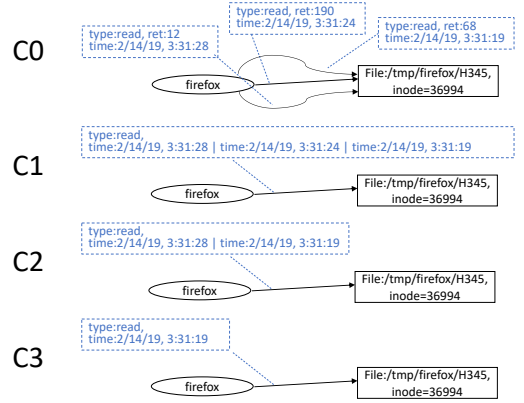 C0
type:read, ret:12
time:2/14/19, 3:31:28
type:read, ret:190
time:2/14/19, 3:31:24
type:read, ret:68
time:2/14/19, 3:31:19
firefox
File:/tmp/firefox/H345,
inode=36994
C1
type:read,
time:2/14/19, 3:31:28 | time:2/14/19, 3:31:24 | time:2/14/19, 3:31:19
firefox
File:/tmp/firefox/H345,
inode=36994
C2
type:read,
time:2/14/19, 3:31:28 | time:2/14/19, 3:31:19
firefox
File:/tmp/firefox/H345,
inode=36994
C3
type:read,
time:2/14/19, 3:31:19
firefox
File:/tmp/firefox/H345,
inode=36994